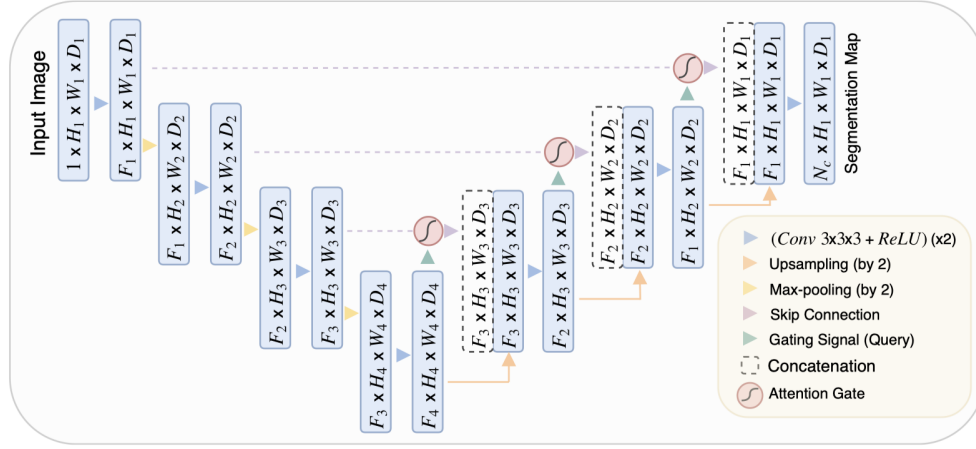 Input Image
1 x H₁ x W₁ x D₁
F₁ x H₁ x W₁ x D₁
F₁ x H₂ x W₂ x D₂
F₂ x H₂ x W₂ x D₂
F₂ x H₃ x W₃ x D₃
F₃ x H₃ x W₃ x D₃
F₃ x H₄ x W₄ x D₄
F₄ x H₄ x W₄ x D₄
F₃ x H₃ x W₃ x D₃
F₃ x H₃ x W₃ x D₃
F₂ x H₃ x W₃ x D₃
F₂ x H₂ x W₂ x D₂
F₂ x H₂ x W₂ x D₂
F₁ x H₂ x W₂ x D₂
F₁ x H₁ x W₁ x D₁
F₁ x H₁ x W₁ x D₁
N꜀ x H₁ x W₁ x D₁
Segmentation Map
(Conv 3x3x3 + ReLU) (x2)
Upsampling (by 2)
Max-pooling (by 2)
Skip Connection
Gating Signal (Query)
Concatenation
Attention Gate